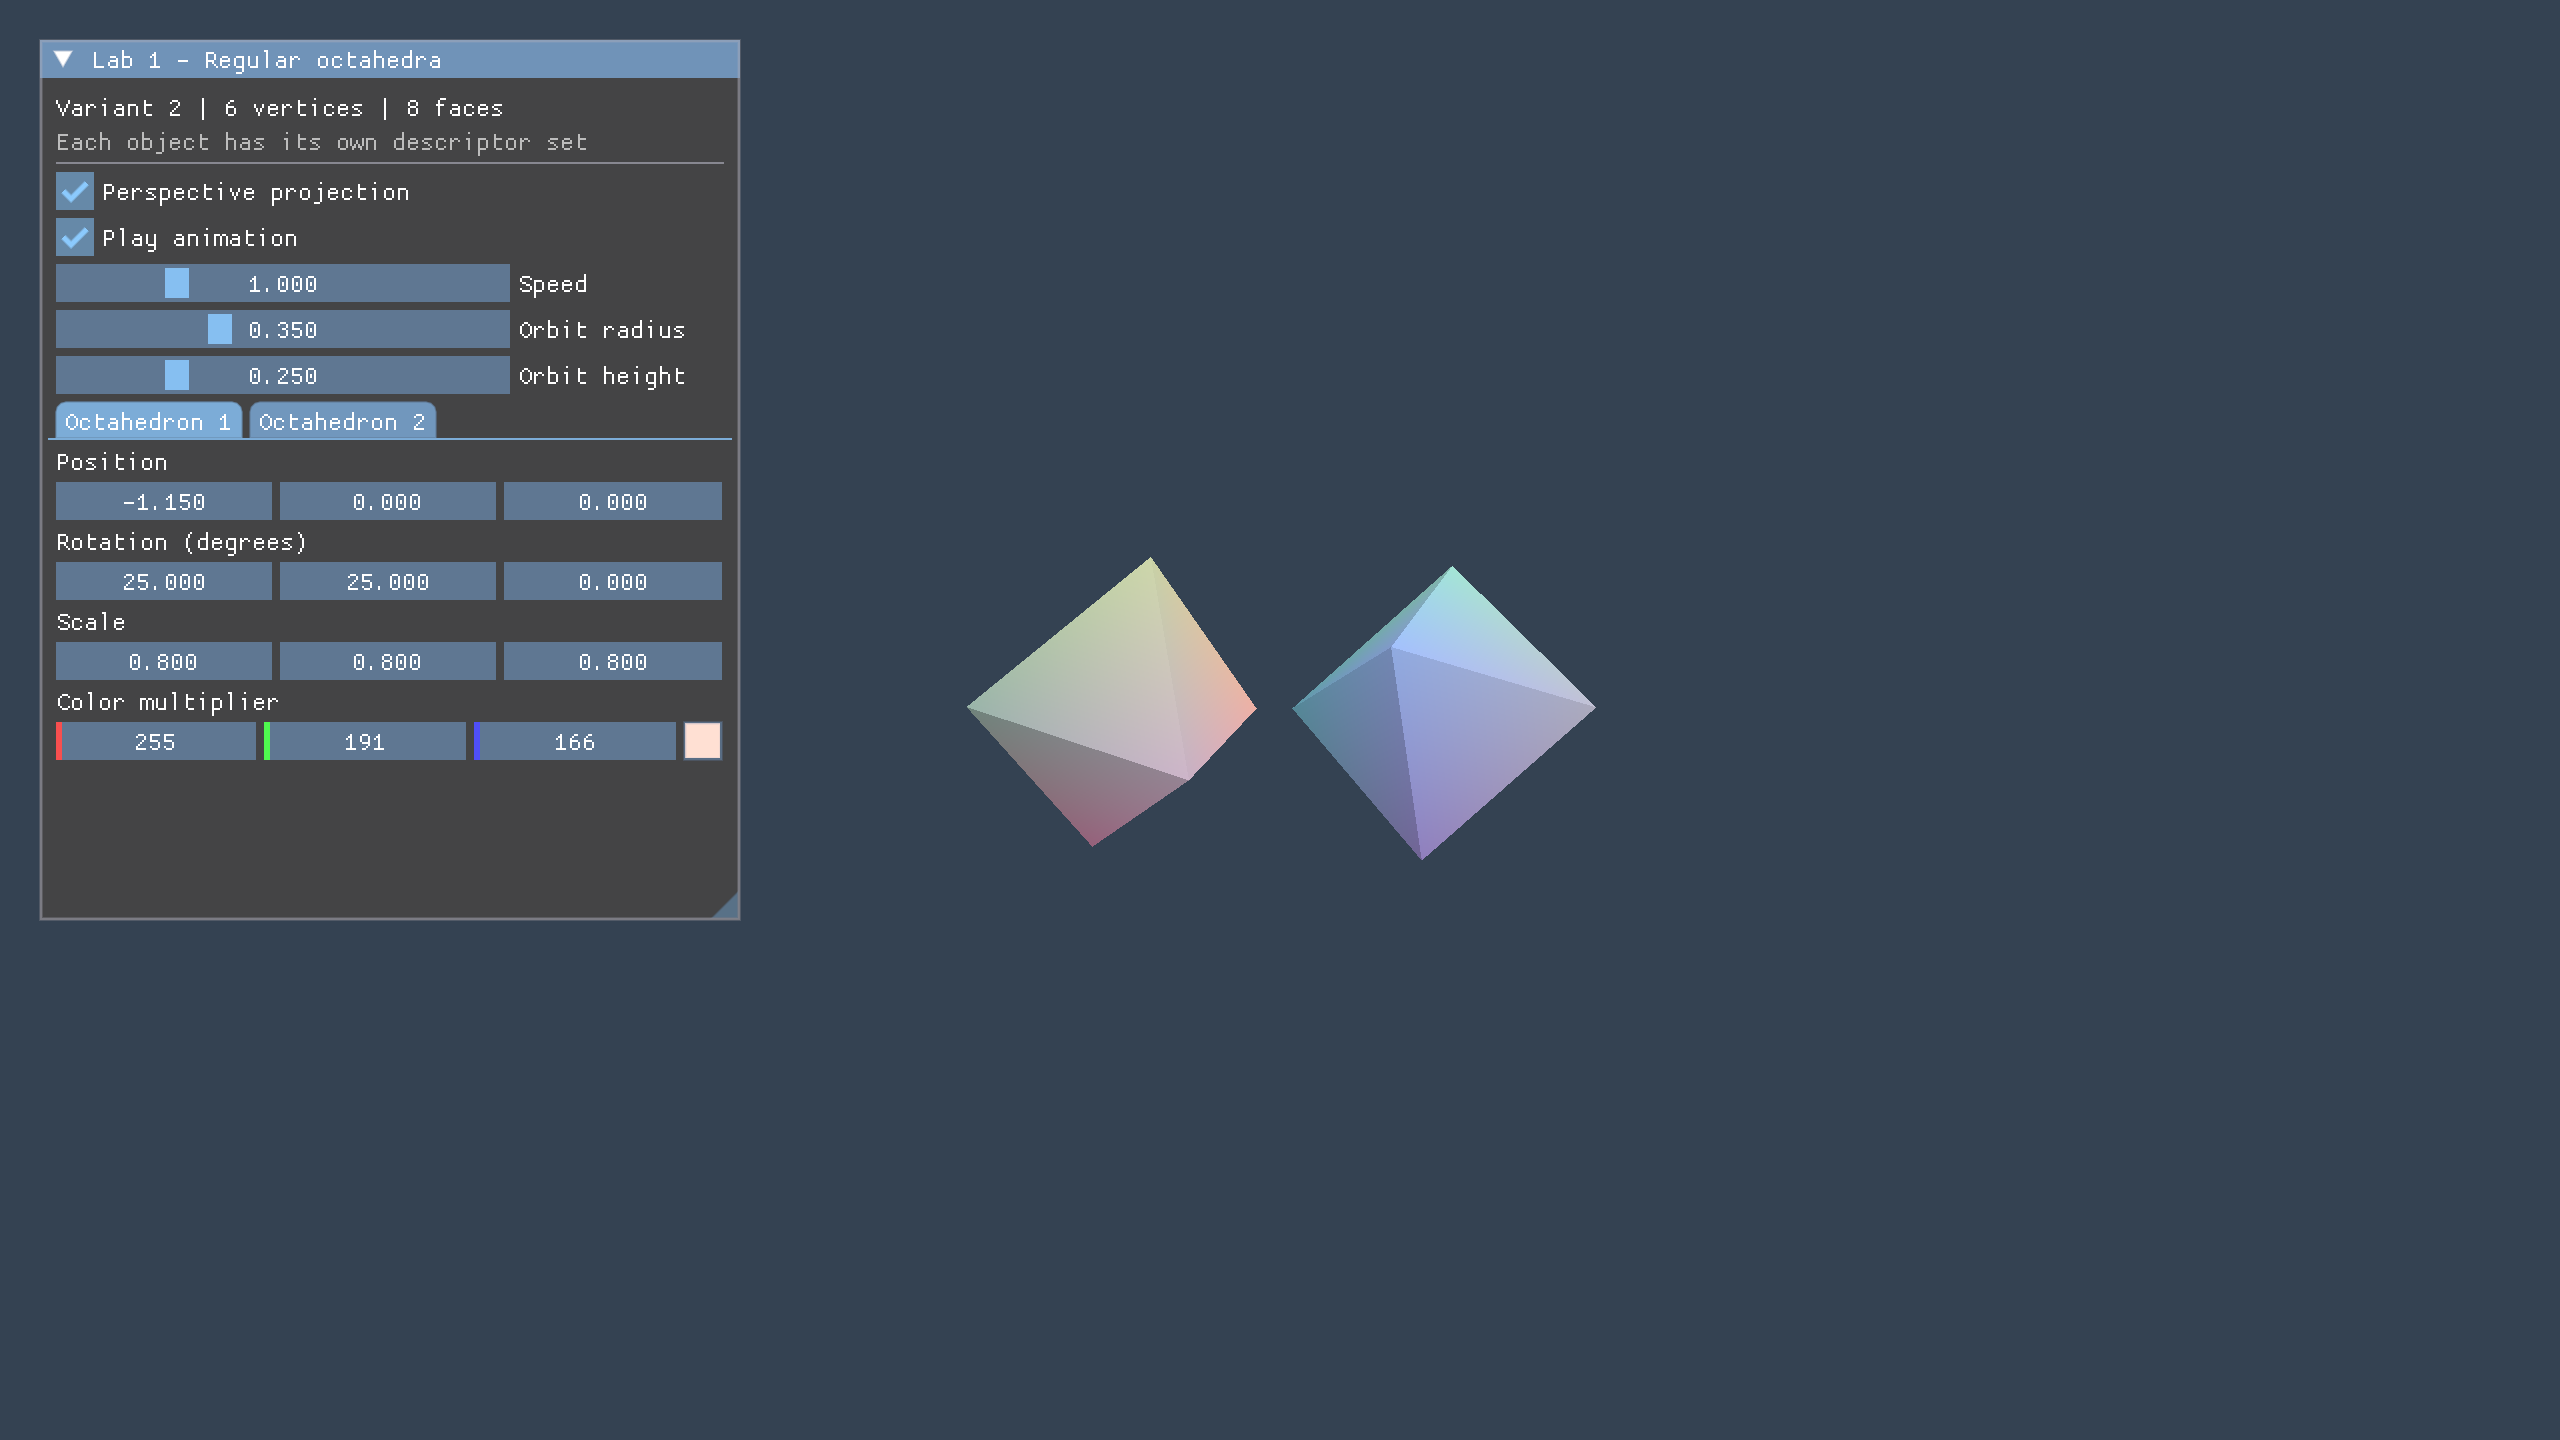 Lab 1 - Regular octahedra
Variant 2 | 6 vertices | 8 faces
Each object has its own descriptor set
Perspective projection
Play animation
1.000 Speed
0.350 Orbit radius
0.250 Orbit height
Octahedron 1 Octahedron 2
Position
-1.150 0.000 0.000
Rotation (degrees)
25.000 25.000 0.000
Scale
0.800 0.800 0.800
Color multiplier
255 191 166